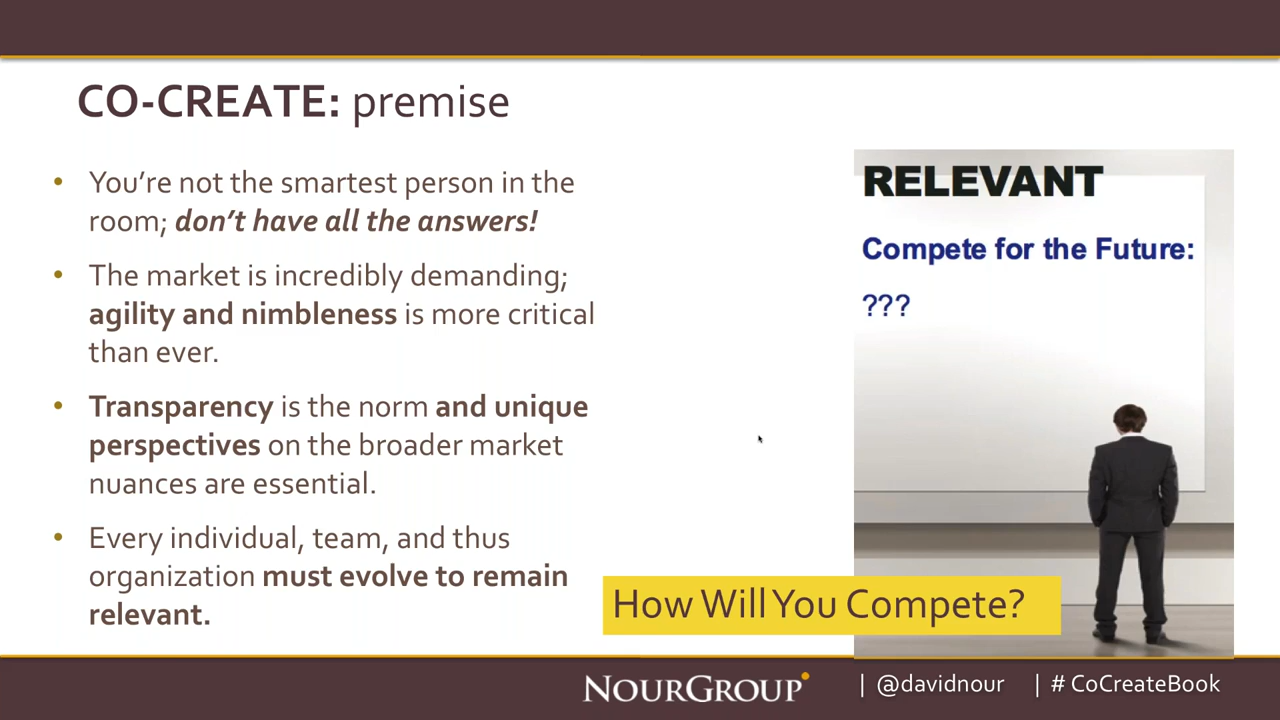 CO-CREATE: premise
• You’re not the smartest person in the
room; don’t have all the answers!
• The market is incredibly demanding;
agility and nimbleness is more critical
than ever.
• Transparency is the norm and unique
perspectives on the broader market
nuances are essential.
• Every individual, team, and thus
organization must evolve to remain
relevant.
RELEVANT
Compete for the Future:
???
How Will You Compete?
NOURGROUP
| @davidnour | # CoCreateBook